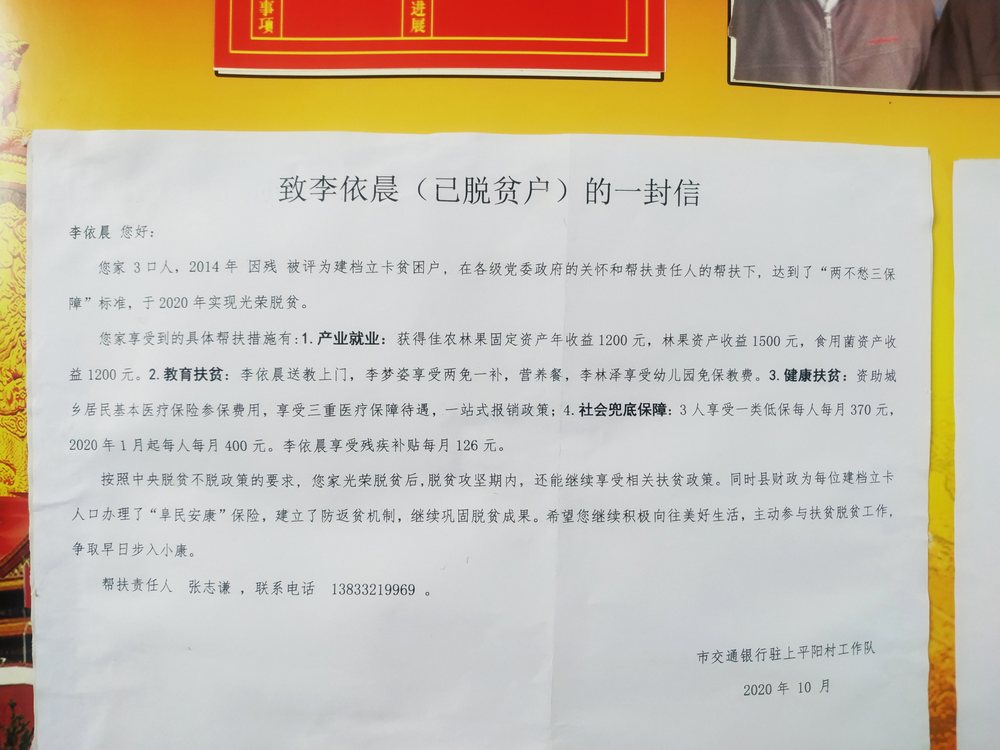 事项
进展
致李依晨（已脱贫户）的一封信
李依晨 您好：
您家 3 口人，2014 年 因残 被评为建档立卡贫困户，在各级党委政府的关怀和帮扶责任人的帮扶下，达到了“两不愁三保
障”标准，于 2020 年实现光荣脱贫。
您家享受到的具体帮扶措施有：1. 产业就业： 获得佳农林果固定资产年收益 1200 元，林果资产收益 1500 元，食用菌资产收
益 1200 元。2. 教育扶贫：李依晨送教上门，李梦姿享受两免一补，营养餐，李林泽享受幼儿园免保教费。3. 健康扶贫：资助城
乡居民基本医疗保险参保费用，享受三重医疗保障待遇，一站式报销政策；4. 社会兜底保障：3 人享受一类低保每人每月 370 元，
2020 年 1 月起每人每月 400 元。李依晨享受残疾补贴每月 126 元。
按照中央脱贫不脱政策的要求，您家光荣脱贫后，脱贫攻坚期内，还能继续享受相关扶贫政策。同时县财政为每位建档立卡
人口办理了“阜民安康”保险，建立了防返贫机制，继续巩固脱贫成果。希望您继续积极向往美好生活，主动参与扶贫脱贫工作，
争取早日步入小康。
帮扶责任人 张志谦 ，联系电话 13833219969 。
市交通银行驻上平阳村工作队
2020 年 10 月